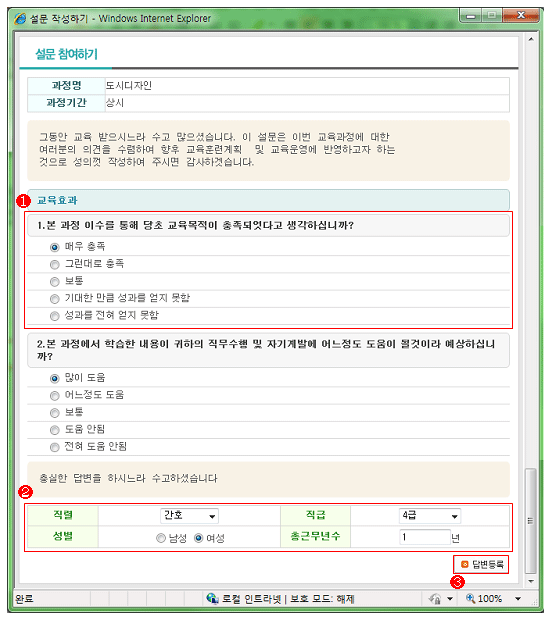 설문 작성하기 - Windows Internet Explorer
설문 참여하기
과정명 도시디자인
과정기간 상시
그동안 교육 받으시느라 수고 많으셨습니다. 이 설문은 이번 교육과정에 대한
여러분의 의견을 수렴하여 향후 교육훈련계획 및 교육운영에 반영하고자 하는
것으로 성의껏 작성하여 주시면 감사하겟습니다.
1 교육효과
1.본 과정 이수를 통해 당초 교육목적이 충족되엇다고 생각하십니까?
매우 충족
그런대로 충족
보통
기대한 만큼 성과를 얻지 못함
성과를 전혀 얻지 못함
2.본 과정에서 학습한 내용이 귀하의 직무수행 및 자기계발에 어느정도 도움이 될것이라 예상하십니
까?
많이 도움
어느정도 도움
보통
도움 안됨
전혀 도움 안됨
충실한 답변을 하시느라 수고하셨습니다
2
직렬 간호 직급 4급
성별 남성 여성 총근무년수 1 년
답변등록
3
완료 로컬 인트라넷 | 보호 모드: 해제 100%